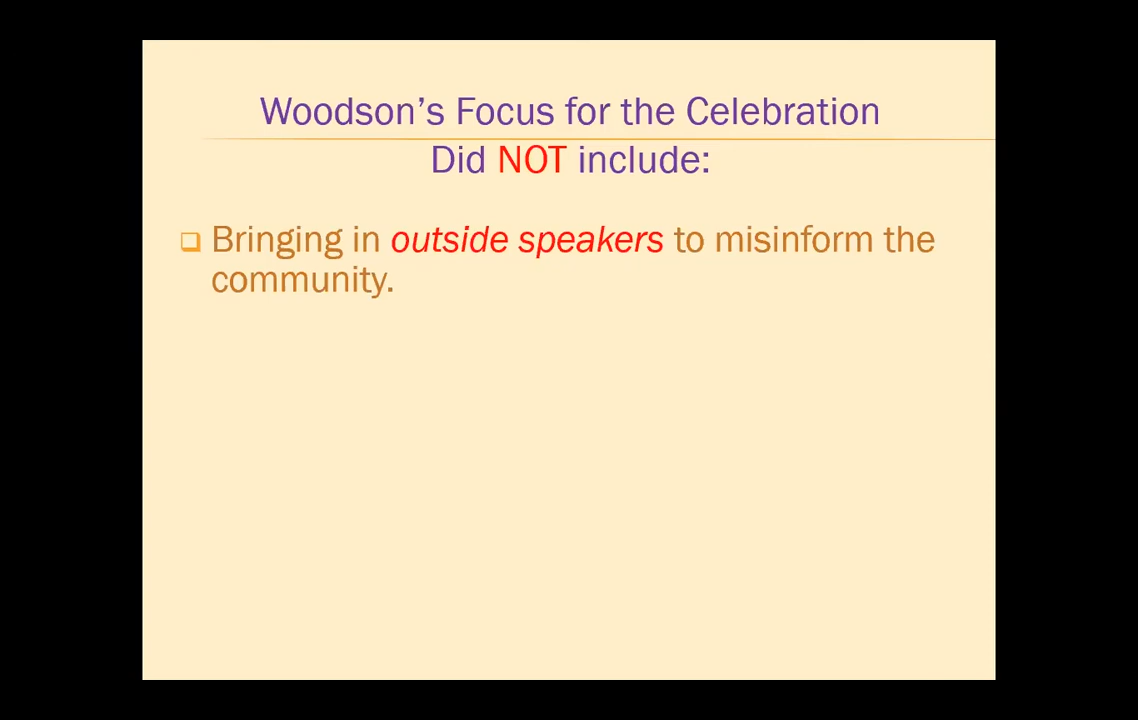 Woodson’s Focus for the Celebration
Did NOT include:
Bringing in outside speakers to misinform the
community.